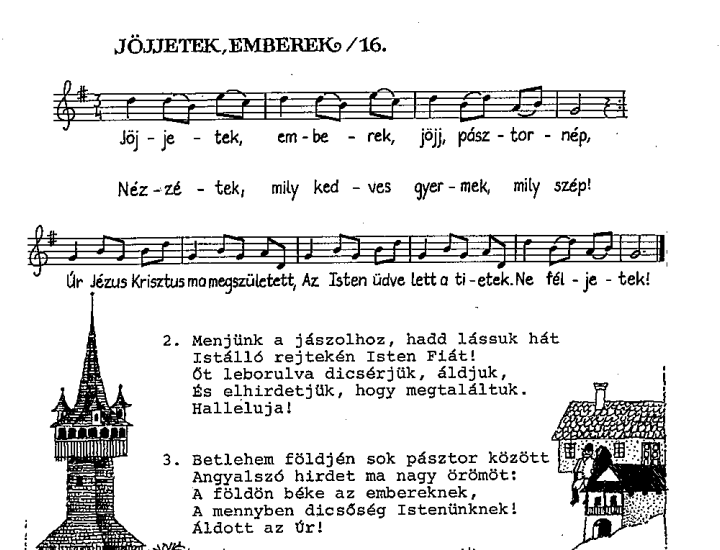 JÖJJETEK, EMBEREK /16.
Jöj - je - tek, em - be - rek, jöjj, pász - tor - nép,
Néz - zé - tek, mily ked - ves gyer - mek, mily szép!
Úr Jézus Krisztus ma megszületett, Az Isten üdve lett a ti - etek. Ne fél - je - tek!
2. Menjünk a jászolhoz, hadd lássuk hát
Istálló rejtekén Isten Fiát!
Őt leborulva dicsérjük, áldjuk,
És elhirdetjük, hogy megtaláltuk.
Halleluja!
3. Betlehem földjén sok pásztor között
Angyalszó hirdet ma nagy örömöt:
A földön béke az embereknek,
A mennyben dicsőség Istenünknek!
Áldott az Úr!